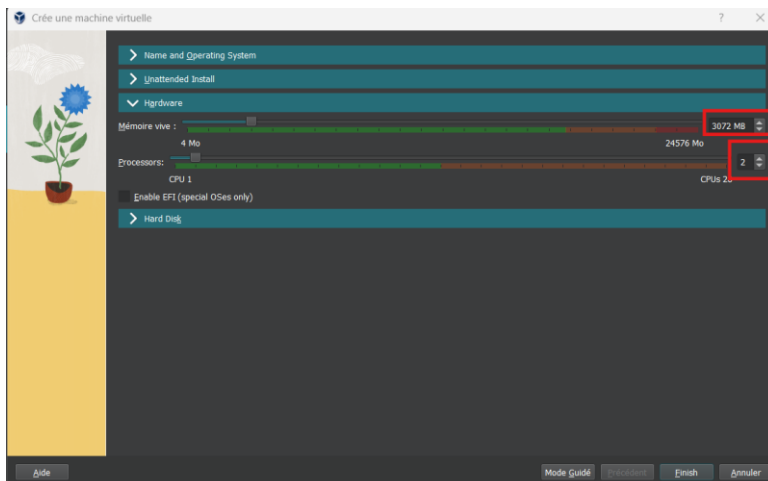 Crée une machine virtuelle
Name and Operating System
Unattended Install
Hardware
Mémoire vive : 3072 MB
4 Mo 24576 Mo
Processors: 2
CPU 1 CPUs
Enable EFI (special OSes only)
Hard Disk
Aide Mode Guidé Précédent Finish Annuler